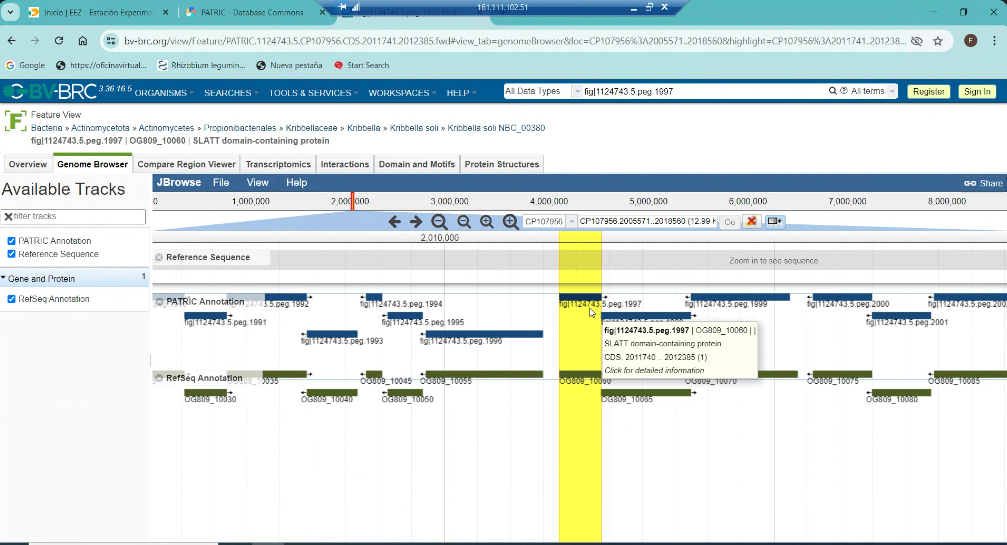 Inicio | EEZ - Estación Experime
PATRIC - Database Commons
161.111.102.51
bv-brc.org/view/Feature/PATRIC.1124743.5.CP107956.CDS.2011741.2012385.fwd#view_tab=genomeBrowser&loc=CP107956%3A2005571..2018560&highlight=CP107956%3A2011741..201238...
F
Google
https://oficinavirtual...
Rhizobium legumin...
Nueva pestaña
Start Search
BV-BRC 3.36.16.5
ORGANISMS
SEARCHES
TOOLS & SERVICES
WORKSPACES
HELP
All Data Types
fig|1124743.5.peg.1997
All terms
Register
Sign In
F
Feature View
Bacteria » Actinomycetota » Actinomycetes » Propionibacteriales » Kribbellaceae » Kribbella » Kribbella soli » Kribbella soli NBC_00380
fig|1124743.5.peg.1997 | OG809_10060 | SLATT domain-containing protein
Overview
Genome Browser
Compare Region Viewer
Transcriptomics
Interactions
Domain and Motifs
Protein Structures
Available Tracks
filter tracks
PATRIC Annotation
Reference Sequence
Gene and Protein
1
RefSeq Annotation
JBrowse
File
View
Help
Share
0
1,000,000
2,000,000
3,000,000
4,000,000
5,000,000
6,000,000
7,000,000
8,000,000
CP107956
CP107956:2005571..2018560 (12.99 K
Go
2,010,000
Reference Sequence
Zoom in to see sequence
PATRIC Annotation
fig|1124743.5.peg.1994
fig|1124743.5.peg.1997
fig|1124743.5.peg.1999
fig|1124743.5.peg.2000
fig|1124743.5.peg.200
fig|1124743.5.peg.1991
fig|1124743.5.peg.1995
fig|1124743.5.peg.2001
fig|1124743.5.peg.1993
fig|1124743.5.peg.1996
fig|1124743.5.peg.1997 | OG809_10060 | |
SLATT domain-containing protein
CDS: 2011740 .. 2012385 (1)
Click for detailed information
RefSeq Annotation
OG809_10045
OG809_10055
OG809_10060
OG809_10070
OG809_10075
OG809_10085
OG809_10030
OG809_10040
OG809_10050
OG809_10065
OG809_10080